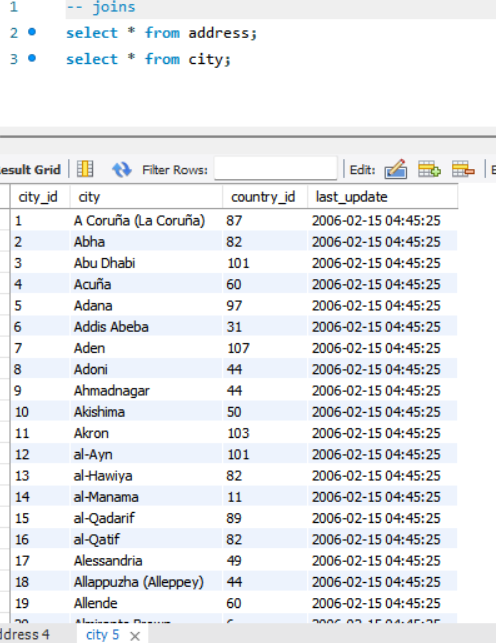 1 -- joins
2 select * from address;
3 select * from city;
esult Grid Filter Rows: Edit:
city_id city country_id last_update
1 A Coruña (La Coruña) 87 2006-02-15 04:45:25
2 Abha 82 2006-02-15 04:45:25
3 Abu Dhabi 101 2006-02-15 04:45:25
4 Acuña 60 2006-02-15 04:45:25
5 Adana 97 2006-02-15 04:45:25
6 Addis Abeba 31 2006-02-15 04:45:25
7 Aden 107 2006-02-15 04:45:25
8 Adoni 44 2006-02-15 04:45:25
9 Ahmadnagar 44 2006-02-15 04:45:25
10 Akishima 50 2006-02-15 04:45:25
11 Akron 103 2006-02-15 04:45:25
12 al-Ayn 101 2006-02-15 04:45:25
13 al-Hawiya 82 2006-02-15 04:45:25
14 al-Manama 11 2006-02-15 04:45:25
15 al-Qadarif 89 2006-02-15 04:45:25
16 al-Qatif 82 2006-02-15 04:45:25
17 Alessandria 49 2006-02-15 04:45:25
18 Allappuzha (Alleppey) 44 2006-02-15 04:45:25
19 Allende 60 2006-02-15 04:45:25
ddress 4 city 5